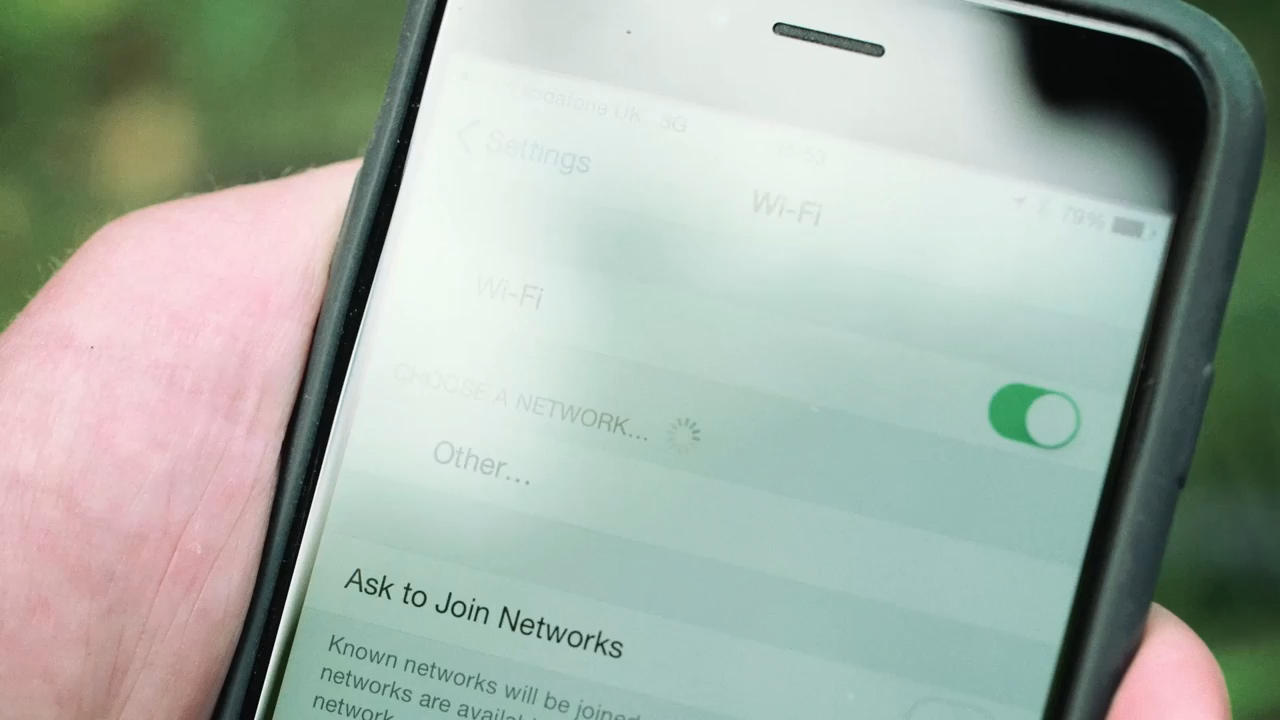 Vodafone UK 3G
79%
Settings
Wi-Fi
Wi-Fi
CHOOSE A NETWORK...
Other...
Ask to Join Networks
Known networks will be joined
networks are
network